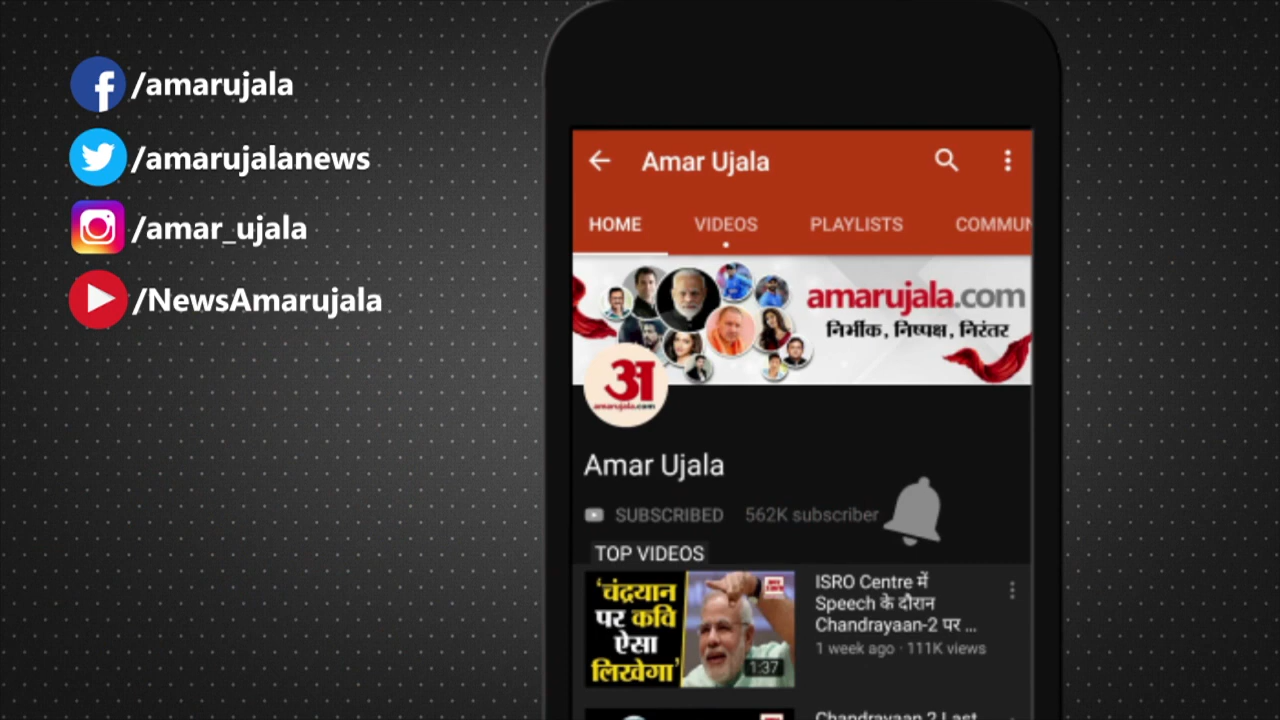 /amarujala
/amarujalanews
/amar_ujala
/NewsAmarujala
Amar Ujala
HOME VIDEOS PLAYLISTS COMMUN
amarujala.com
निर्भीक, निष्पक्ष, निरंतर
अ
amarujala.com
Amar Ujala
SUBSCRIBED 562K subscriber
TOP VIDEOS
‘चंद्रयान
पर कवि
ऐसा
लिखेगा’
1:37
ISRO Centre में
Speech के दौरान
Chandrayaan-2 पर ...
1 week ago · 111K views
Chandrayaan 2 Last